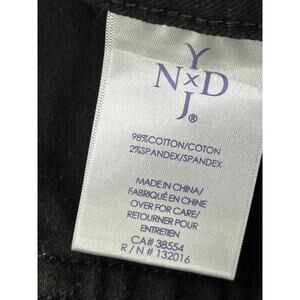 Y
N x D
J®
98%COTTON/COTON
2%SPANDEX/SPANDEX
MADE IN CHINA/
FABRIQUÉ EN CHINE
OVER FOR CARE/
RETOURNER POUR
ENTRETIEN
CA# 38554
R/N # 132016